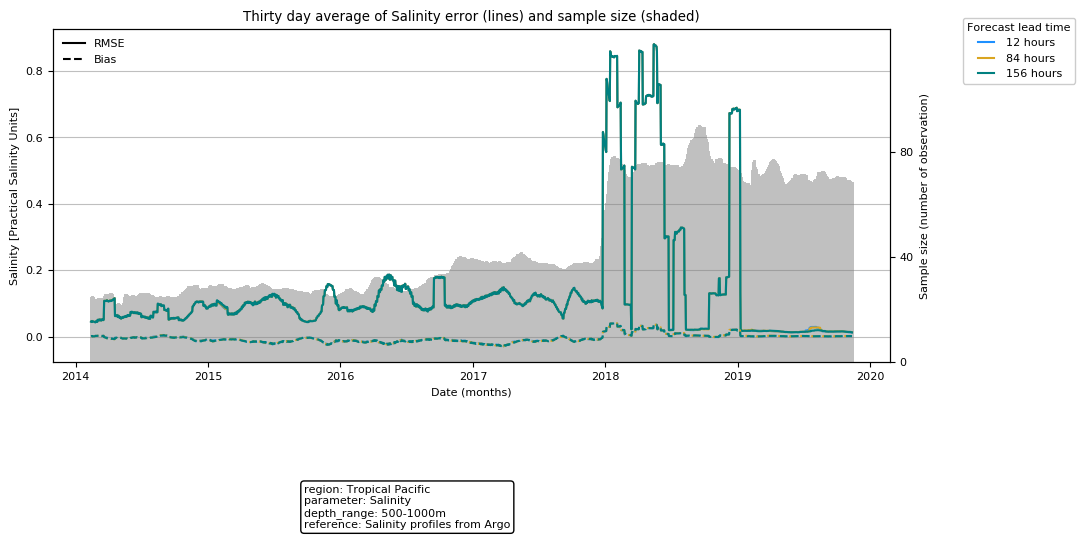 Thirty day average of Salinity error (lines) and sample size (shaded)
Forecast lead time
12 hours
84 hours
156 hours
RMSE
Bias
Salinity [Practical Salinity Units]
0.8
0.6
0.4
0.2
0.0
80
40
0
Sample size (number of observation)
2014 2015 2016 2017 2018 2019 2020
Date (months)
region: Tropical Pacific
parameter: Salinity
depth_range: 500-1000m
reference: Salinity profiles from Argo